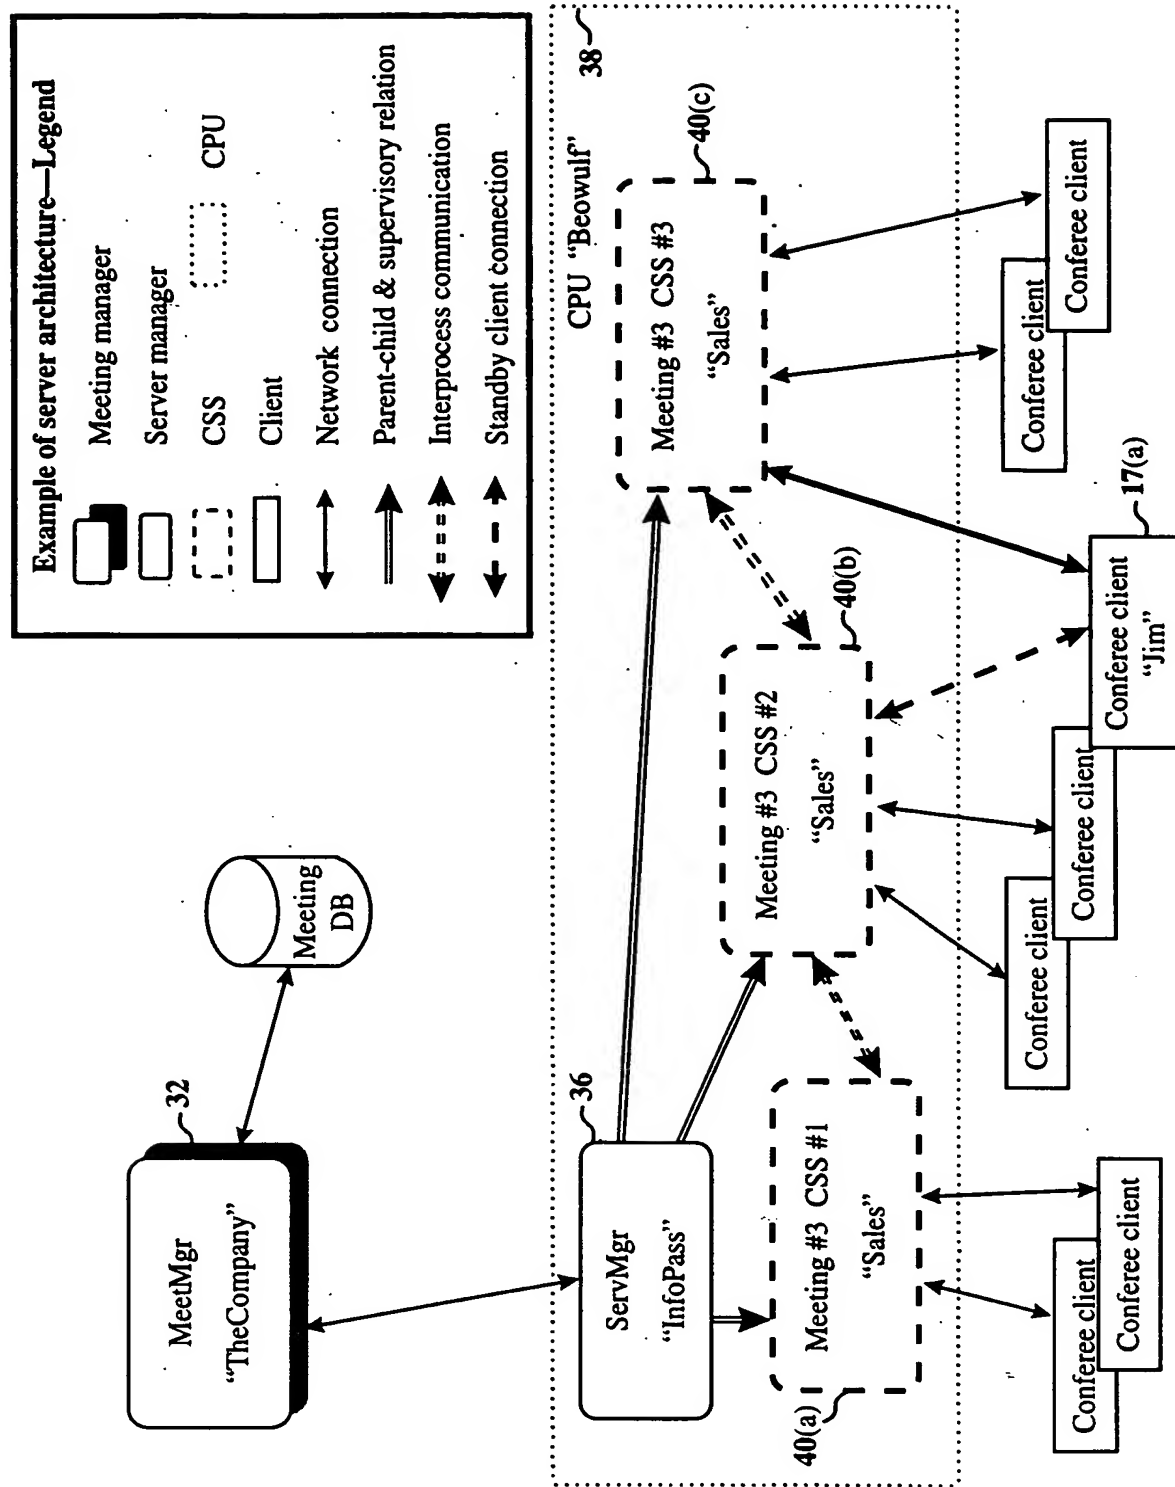 Example of server architecture—Legend
Meeting manager
Server manager
CSS
CPU
Client
Network connection
Parent-child & supervisory relation
Interprocess communication
Standby client connection
MeetMgr
"TheCompany"
32
Meeting
DB
CPU "Beowulf"
38
ServMgr
"InfoPass"
36
Meeting #3 CSS #1
"Sales"
40(a)
Meeting #3 CSS #2
"Sales"
40(b)
Meeting #3 CSS #3
"Sales"
40(c)
Conferee client
Conferee client
Conferee client
Conferee client
Conferee client
"Jim"
17(a)
Conferee client
Conferee client